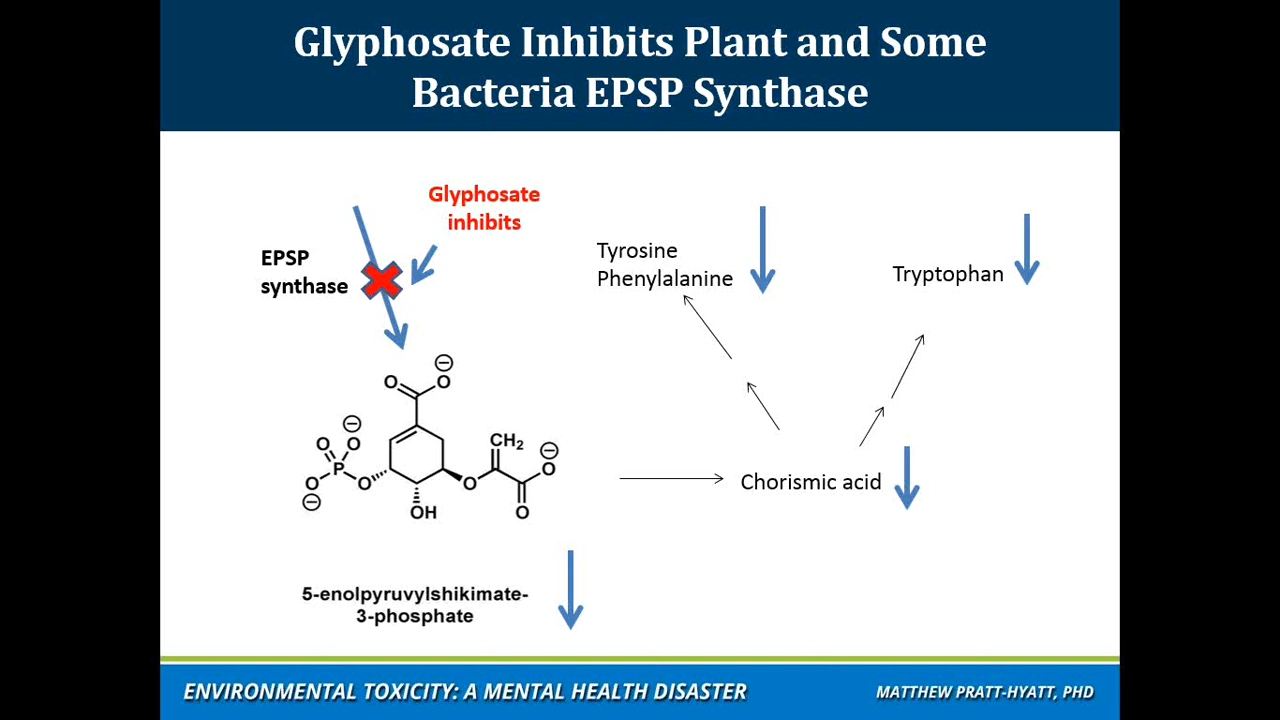 Glyphosate Inhibits Plant and Some
Bacteria EPSP Synthase
Glyphosate
inhibits
EPSP
synthase
Tyrosine
Phenylalanine
Tryptophan
O
O
⊖
CH₂
O
O
⊖
P
O
⊖
O
O
O
⊖
OH
O
Chorismic acid
5-enolpyruvylshikimate-
3-phosphate
ENVIRONMENTAL TOXICITY: A MENTAL HEALTH DISASTER
MATTHEW PRATT-HYATT, PHD